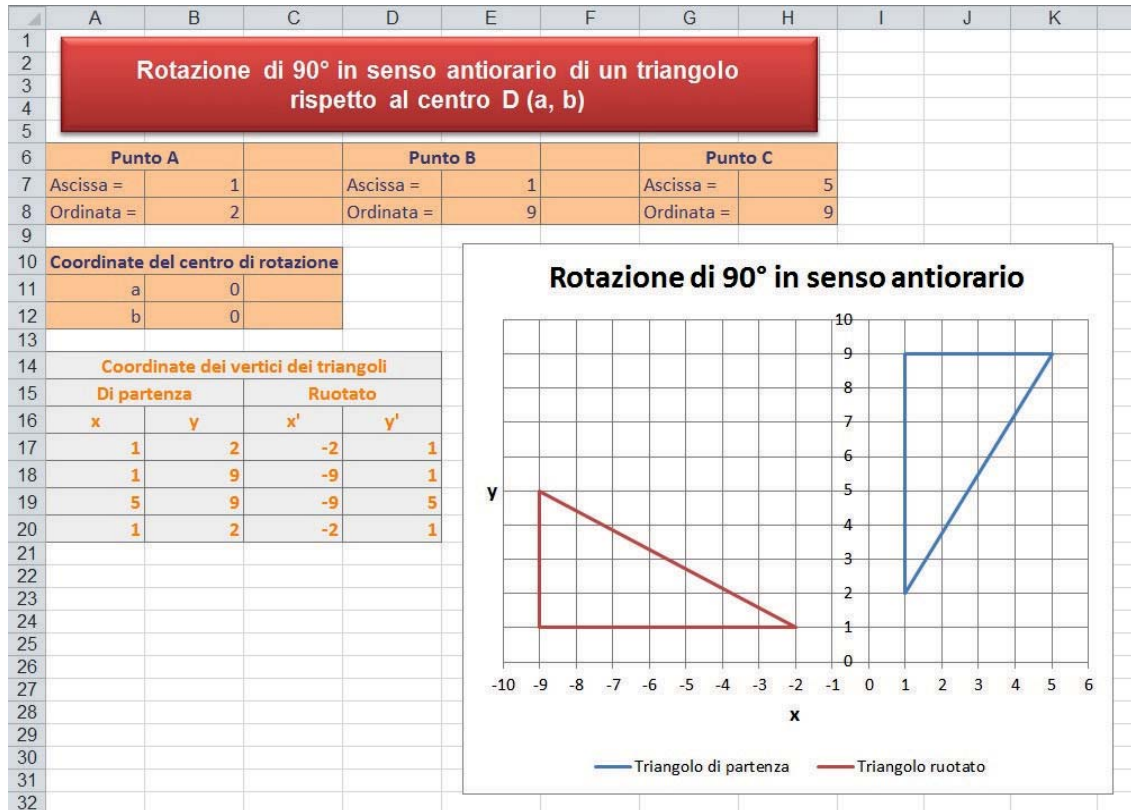 A B C D E F G H I J K
1
2
3
4
5
Rotazione di 90° in senso antiorario di un triangolo
rispetto al centro D (a, b)
6 Punto A Punto B Punto C
7 Ascissa = 1 Ascissa = 1 Ascissa = 5
8 Ordinata = 2 Ordinata = 9 Ordinata = 9
9
10 Coordinate del centro di rotazione
11 a 0
12 b 0
13
14 Coordinate dei vertici dei triangoli
15 Di partenza Ruotato
16 x y x' y'
17 1 2 -2 1
18 1 9 -9 1
19 5 9 -9 5
20 1 2 -2 1
21
22
23
24
25
26
27
28
29
30
31
32
Rotazione di 90° in senso antiorario
10
9
8
7
6
5
4
3
2
1
0
y
-10 -9 -8 -7 -6 -5 -4 -3 -2 -1 0 1 2 3 4 5 6
x
Triangolo di partenza Triangolo ruotato